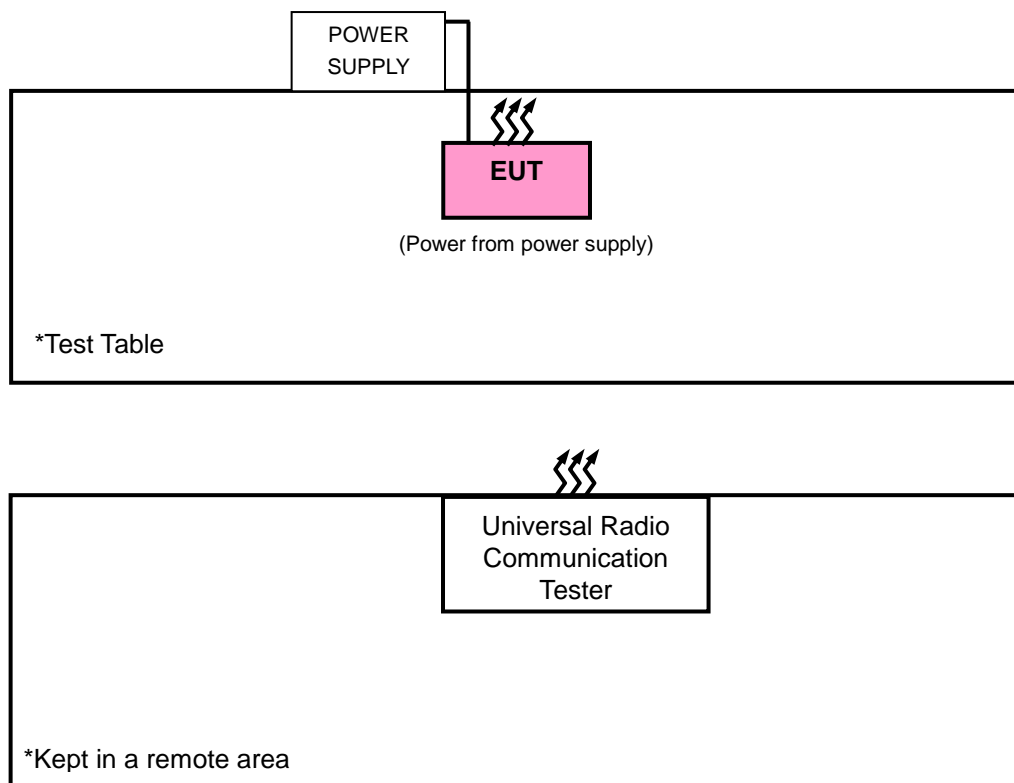 POWER
SUPPLY
EUT
(Power from power supply)
*Test Table
Universal Radio
Communication
Tester
*Kept in a remote area